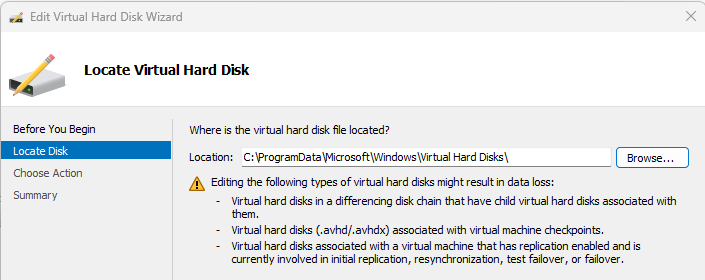 Edit Virtual Hard Disk Wizard
Locate Virtual Hard Disk
Before You Begin
Locate Disk
Choose Action
Summary
Where is the virtual hard disk file located?
Location: C:\ProgramData\Microsoft\Windows\Virtual Hard Disks\ Browse...
Editing the following types of virtual hard disks might result in data loss:
- Virtual hard disks in a differencing disk chain that have child virtual hard disks associated with
them.
- Virtual hard disks (.avhd/.avhdx) associated with virtual machine checkpoints.
- Virtual hard disks associated with a virtual machine that has replication enabled and is
currently involved in initial replication, resynchronization, test failover, or failover.